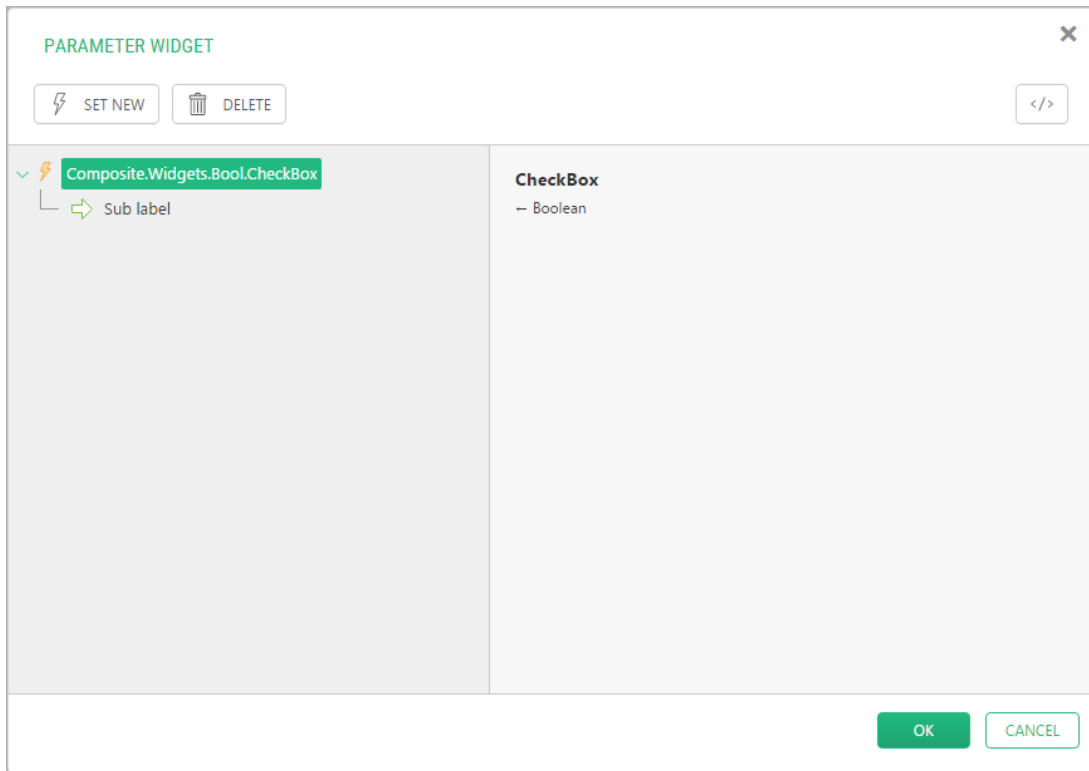 PARAMETER WIDGET
SET NEW
DELETE
</>
Composite.Widgets.Bool.CheckBox
Sub label
CheckBox
← Boolean
OK
CANCEL